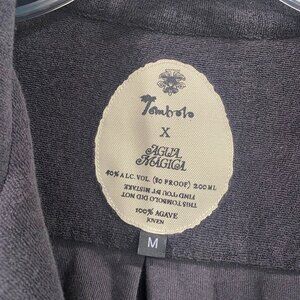 Tombolo
X
AGUA
MAGICA
40% ALC. VOL. (80 PROOF) 200 ML
THIS TOMBOLO DID NOT
FIND YOU BY MISTAKE
100% AGAVE
JOVEN
M